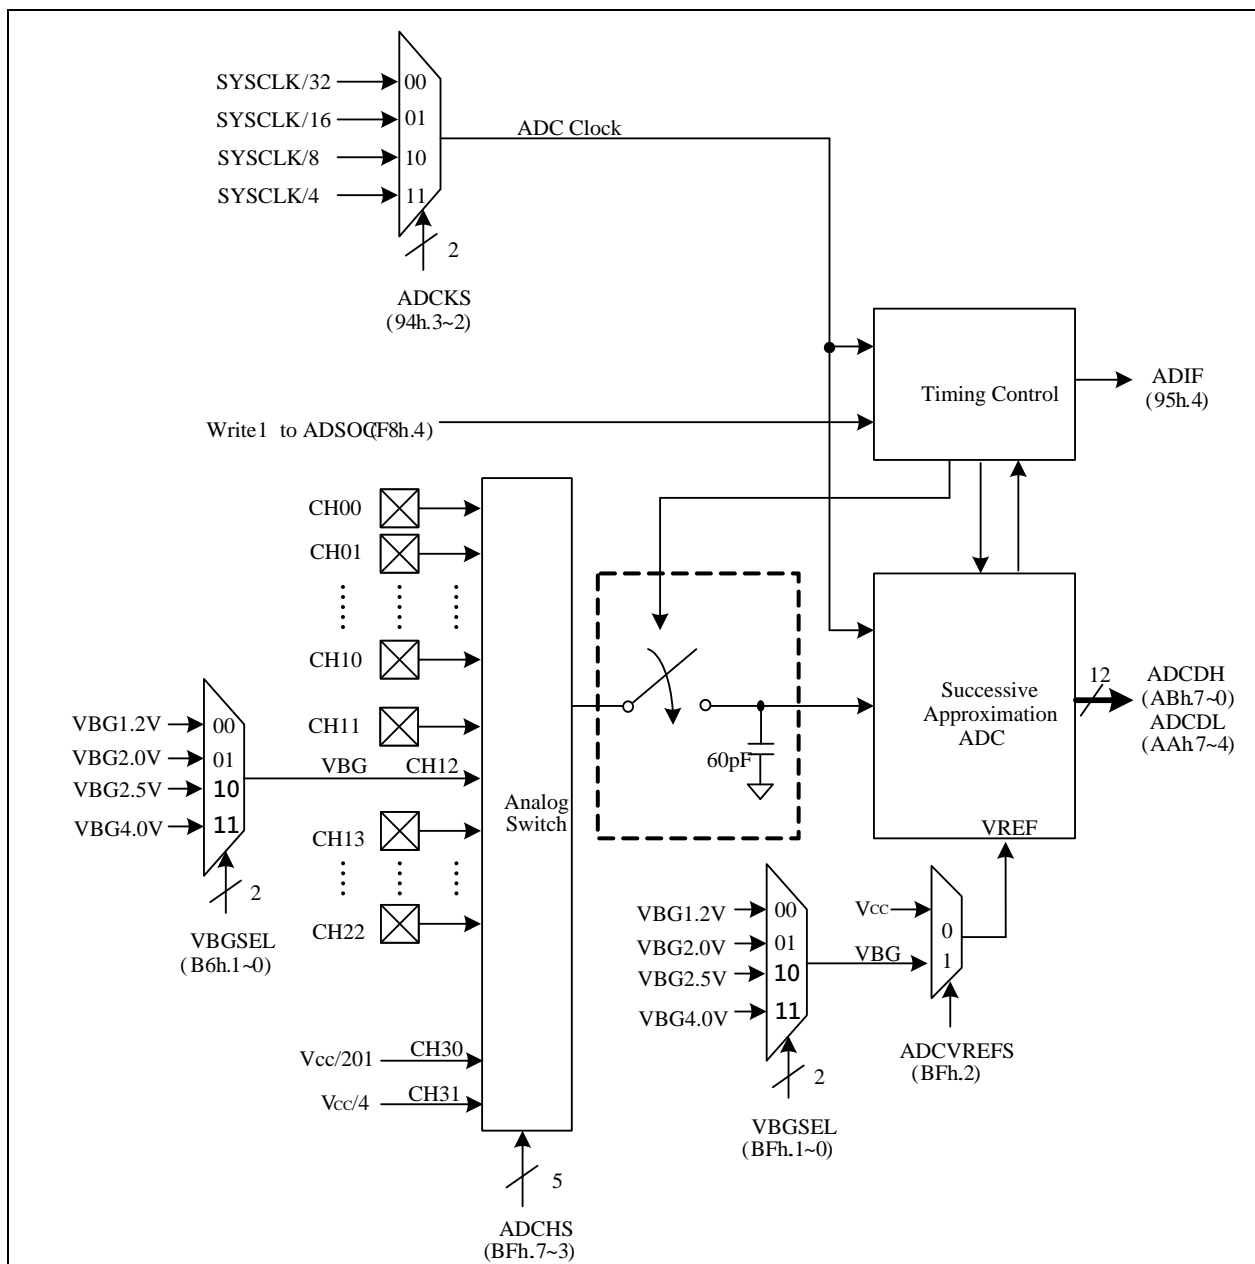 SYSCLK/32
00
SYSCLK/16
01
SYSCLK/8
10
SYSCLK/4
11
ADC Clock
2
ADCKS
(94h.3~2)
Timing Control
ADIF
(95h.4)
Write1 to ADSOC(F8h.4)
CH00
CH01
CH10
CH11
VBG1.2V
00
VBG2.0V
01
VBG2.5V
10
VBG4.0V
11
VBG
CH12
2
VBGSEL
(B6h.1~0)
CH13
CH22
Vcc/201
CH30
Vcc/4
CH31
Analog
Switch
5
ADCHS
(BFh.7~3)
60pF
Successive
Approximation
ADC
VREF
12
ADCDH
(ABh.7~0)
ADCDL
(AAh.7~4)
VBG1.2V
00
VBG2.0V
01
VBG2.5V
10
VBG4.0V
11
2
VBGSEL
(BFh.1~0)
Vcc
0
VBG
1
ADCVREFS
(BFh.2)